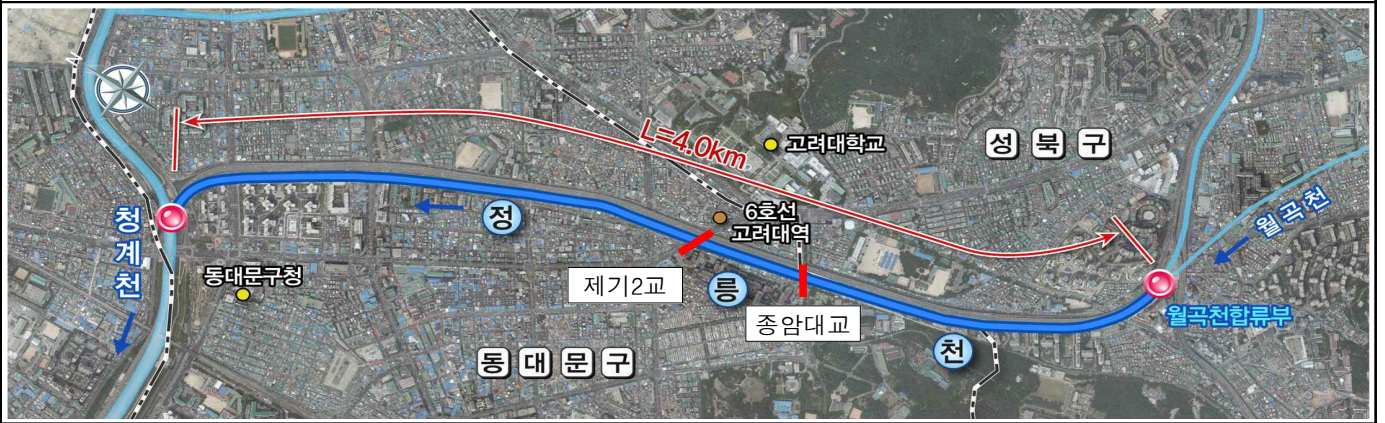 N
L=4.0km
고려대학교
성북구
청계천
정
6호선
고려대역
월곡천
동대문구청
제기2교
릉
종암대교
월곡천합류부
동대문구
천